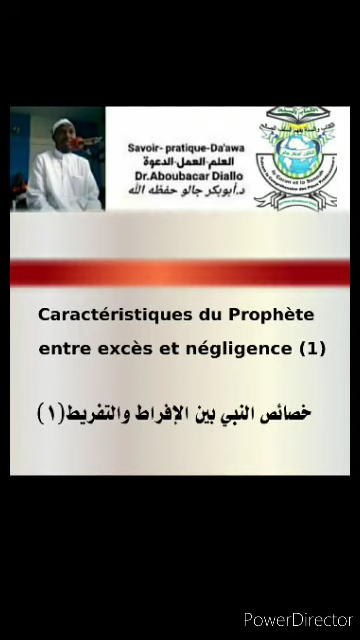 Savoir- pratique-Da'awa
العلم-العمل-الدعوة
Dr.Aboubacar Diallo
د.أبوبكر جالو حفظه الله
Caractéristiques du Prophète
entre excès et négligence (1)
خصائص النبي بين الإفراط والتفريط(١)
PowerDirector